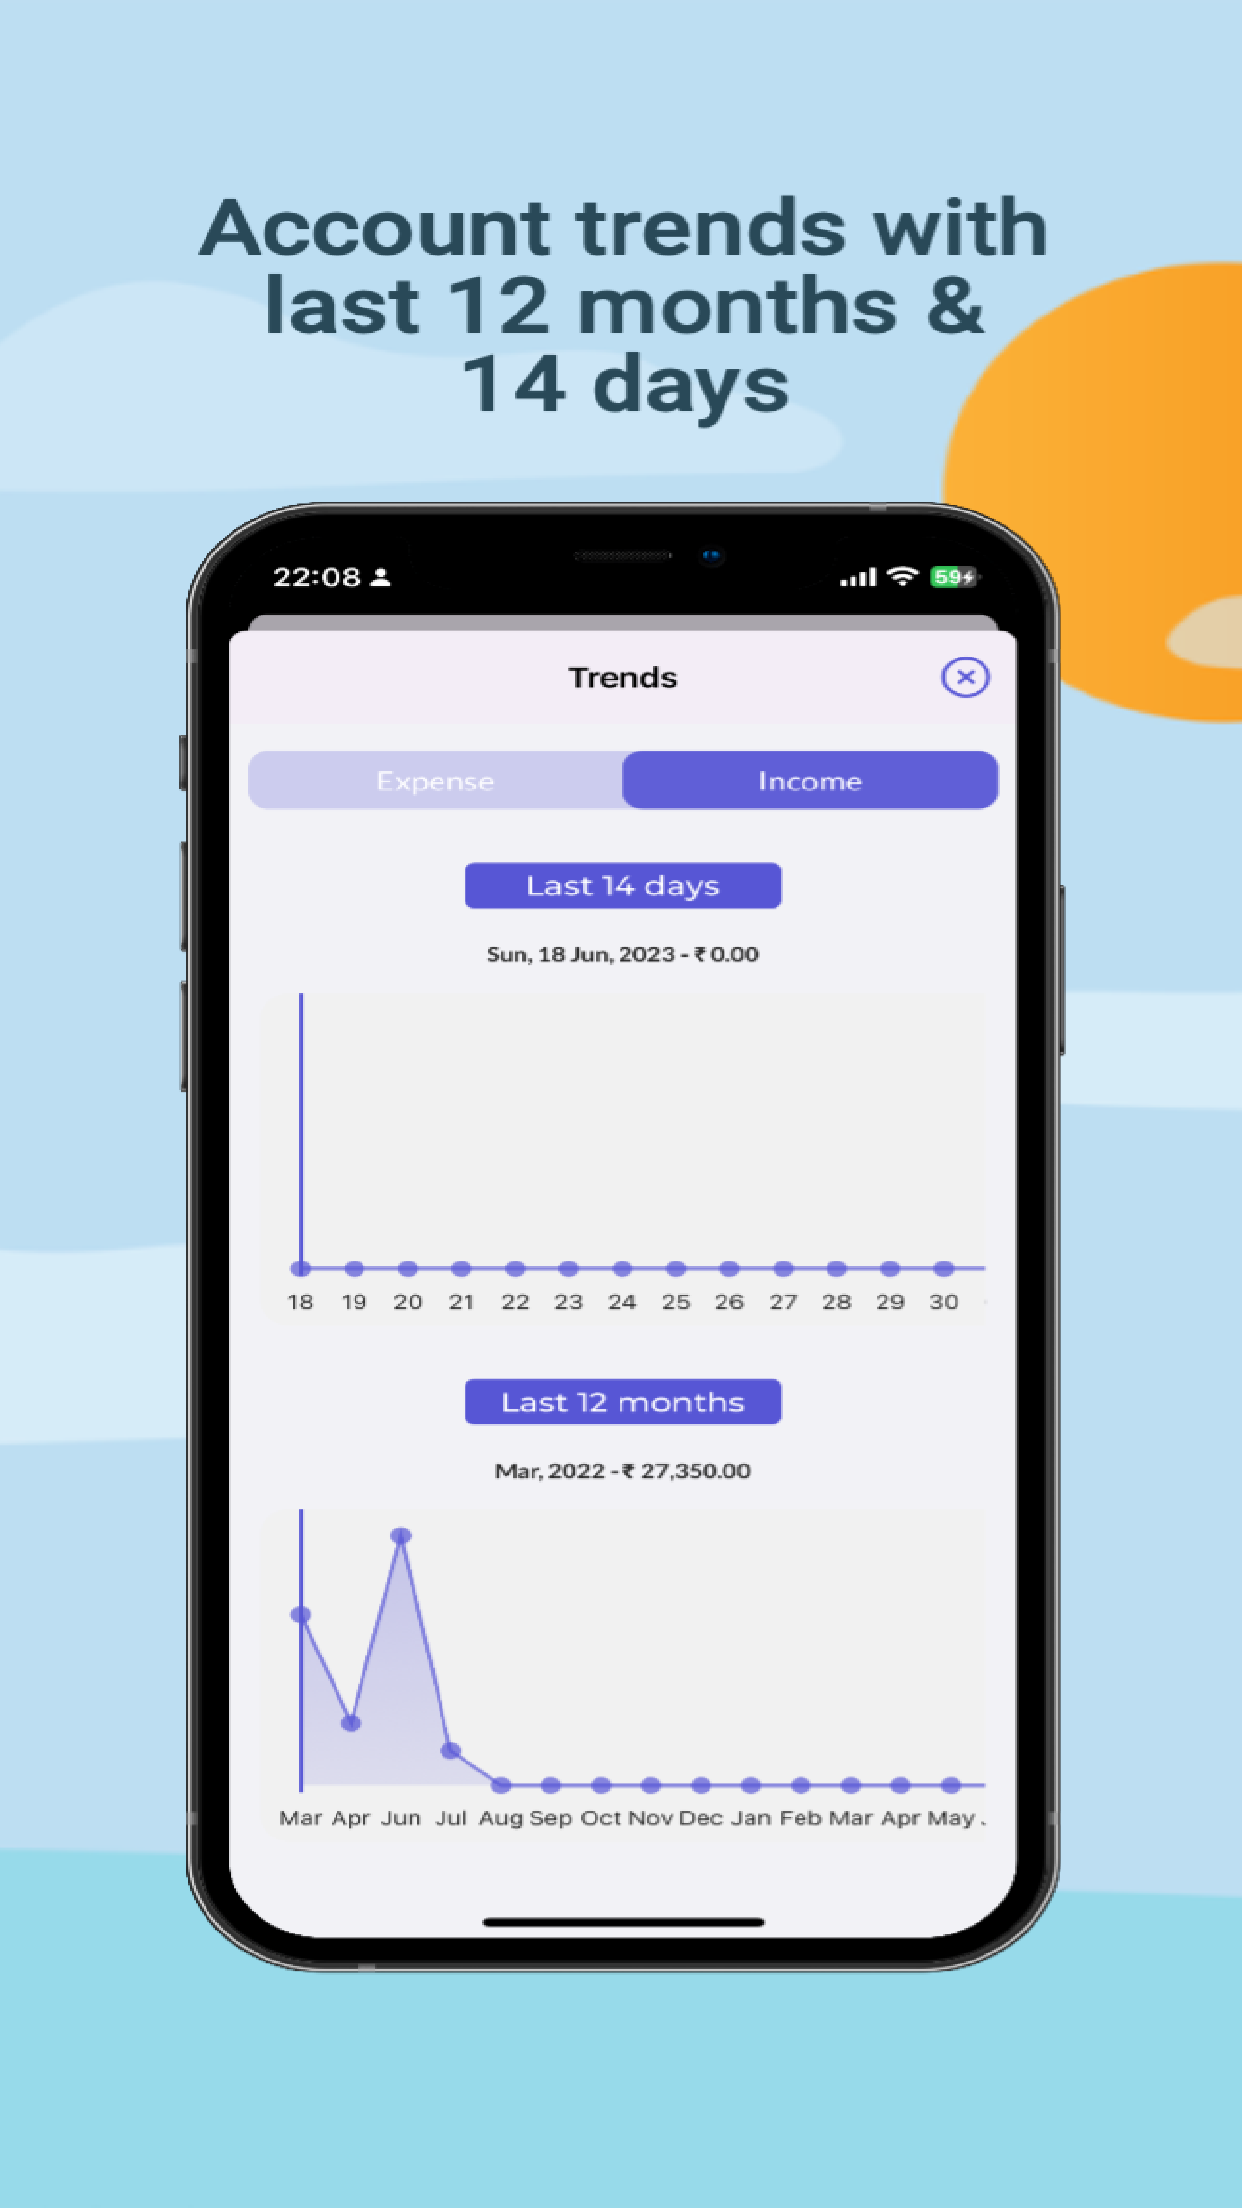 Account trends with
last 12 months &
14 days
22:08
59
Trends
Expense
Income
Last 14 days
Sun, 18 Jun, 2023 - ₹ 0.00
18 19 20 21 22 23 24 25 26 27 28 29 30
Last 12 months
Mar, 2022 - ₹ 27,350.00
Mar Apr Jun Jul Aug Sep Oct Nov Dec Jan Feb Mar Apr May